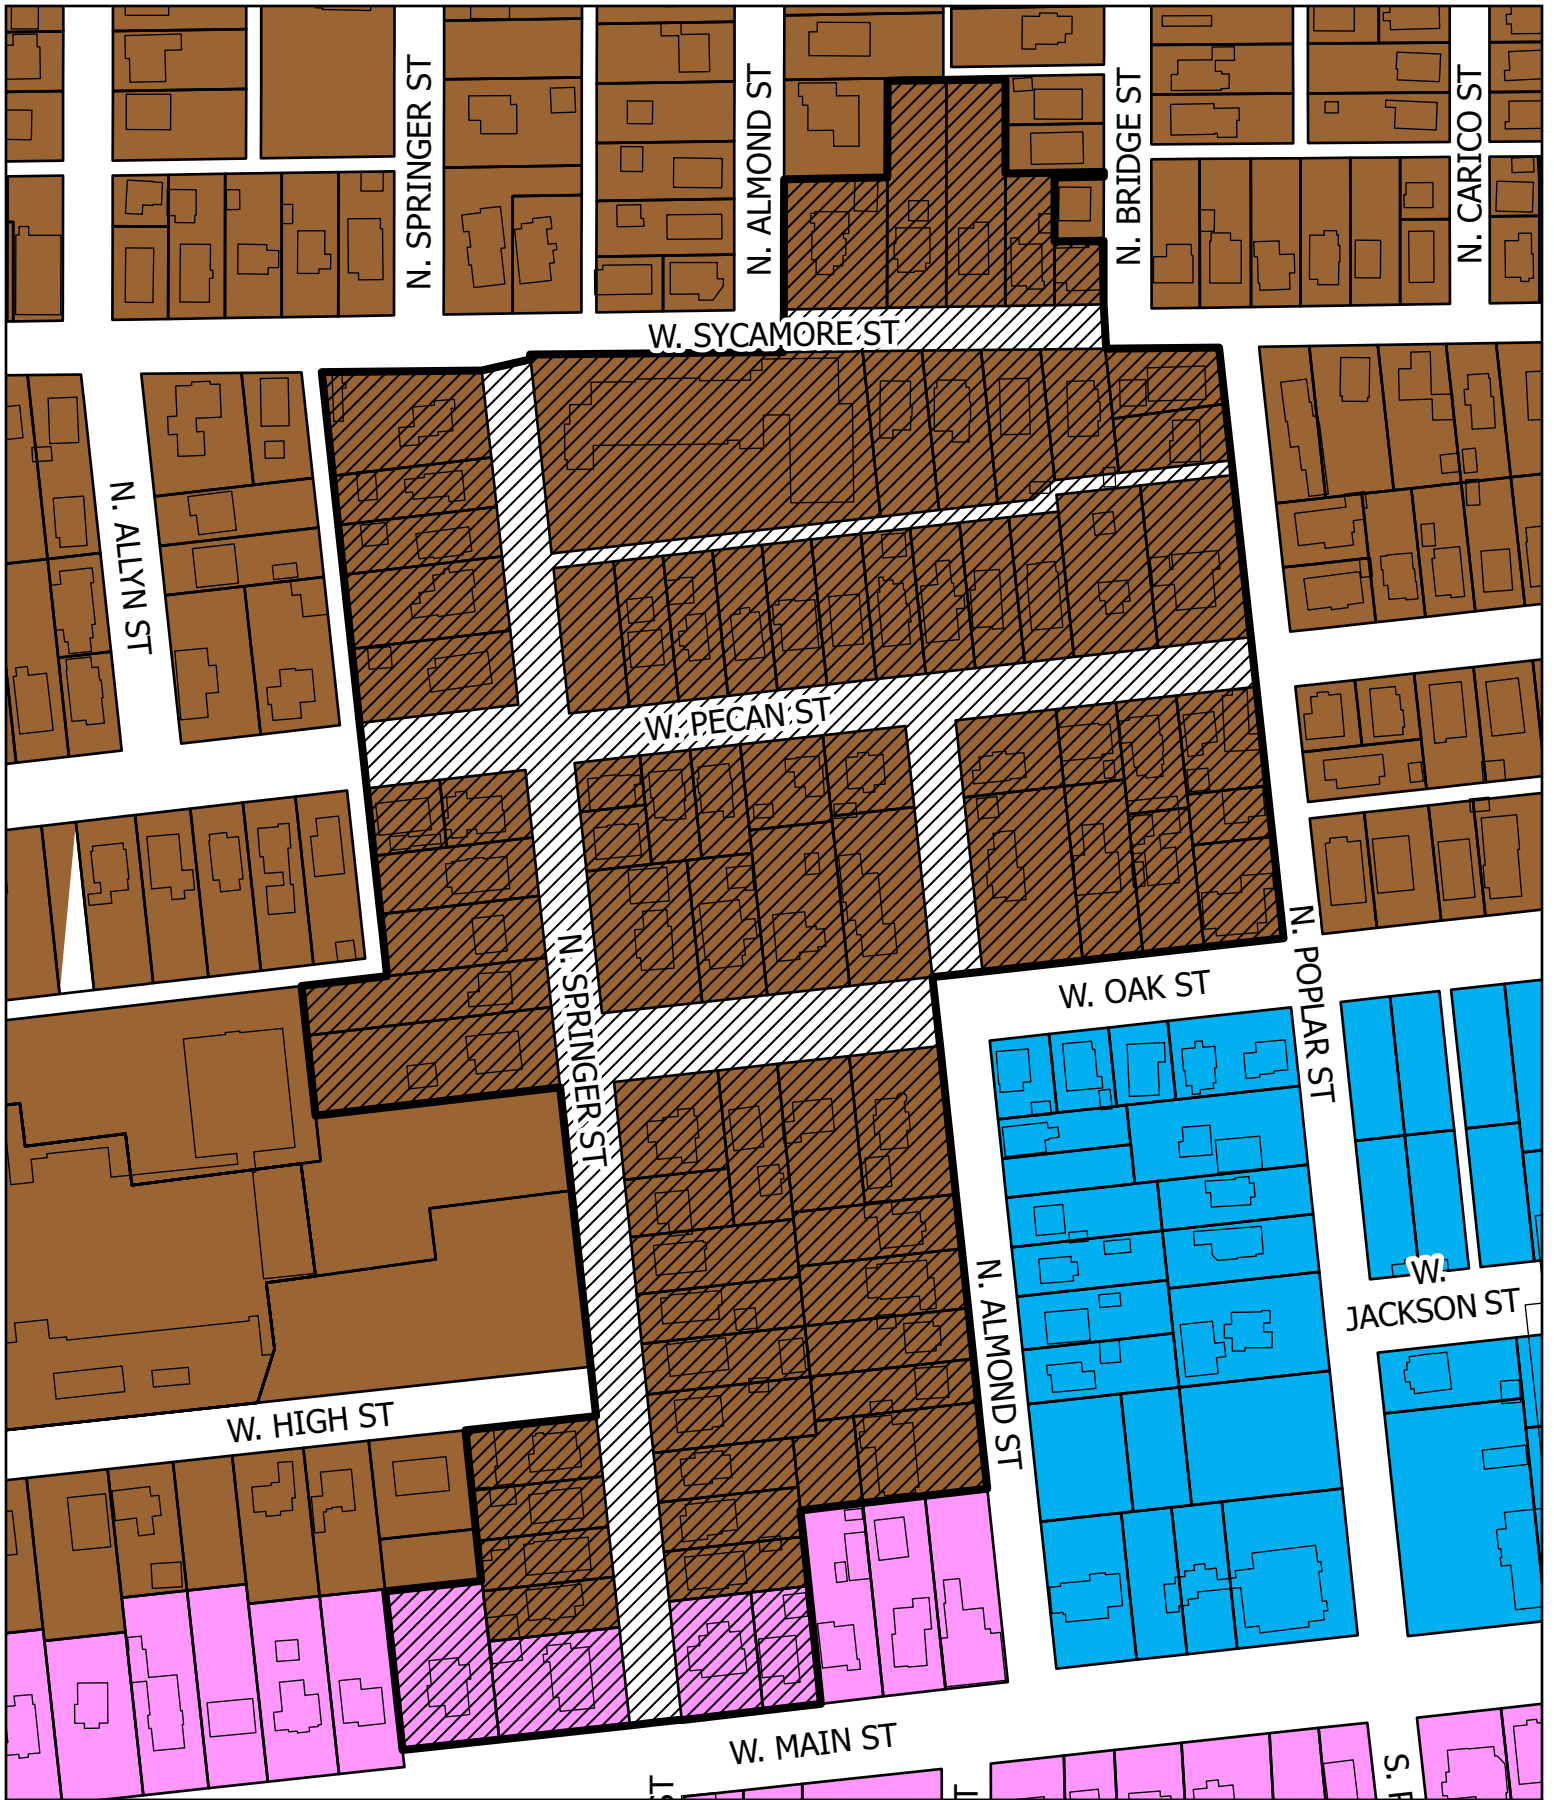 N. SPRINGER ST
N. ALMOND ST
N. BRIDGE ST
N. CARICO ST
W. SYCAMORE ST
N. ALLYN ST
W. PECAN ST
N. SPRINGER ST
W. OAK ST
N. POPLAR ST
N. ALMOND ST
W.
JACKSON ST
W. HIGH ST
W. MAIN ST
ST
S.